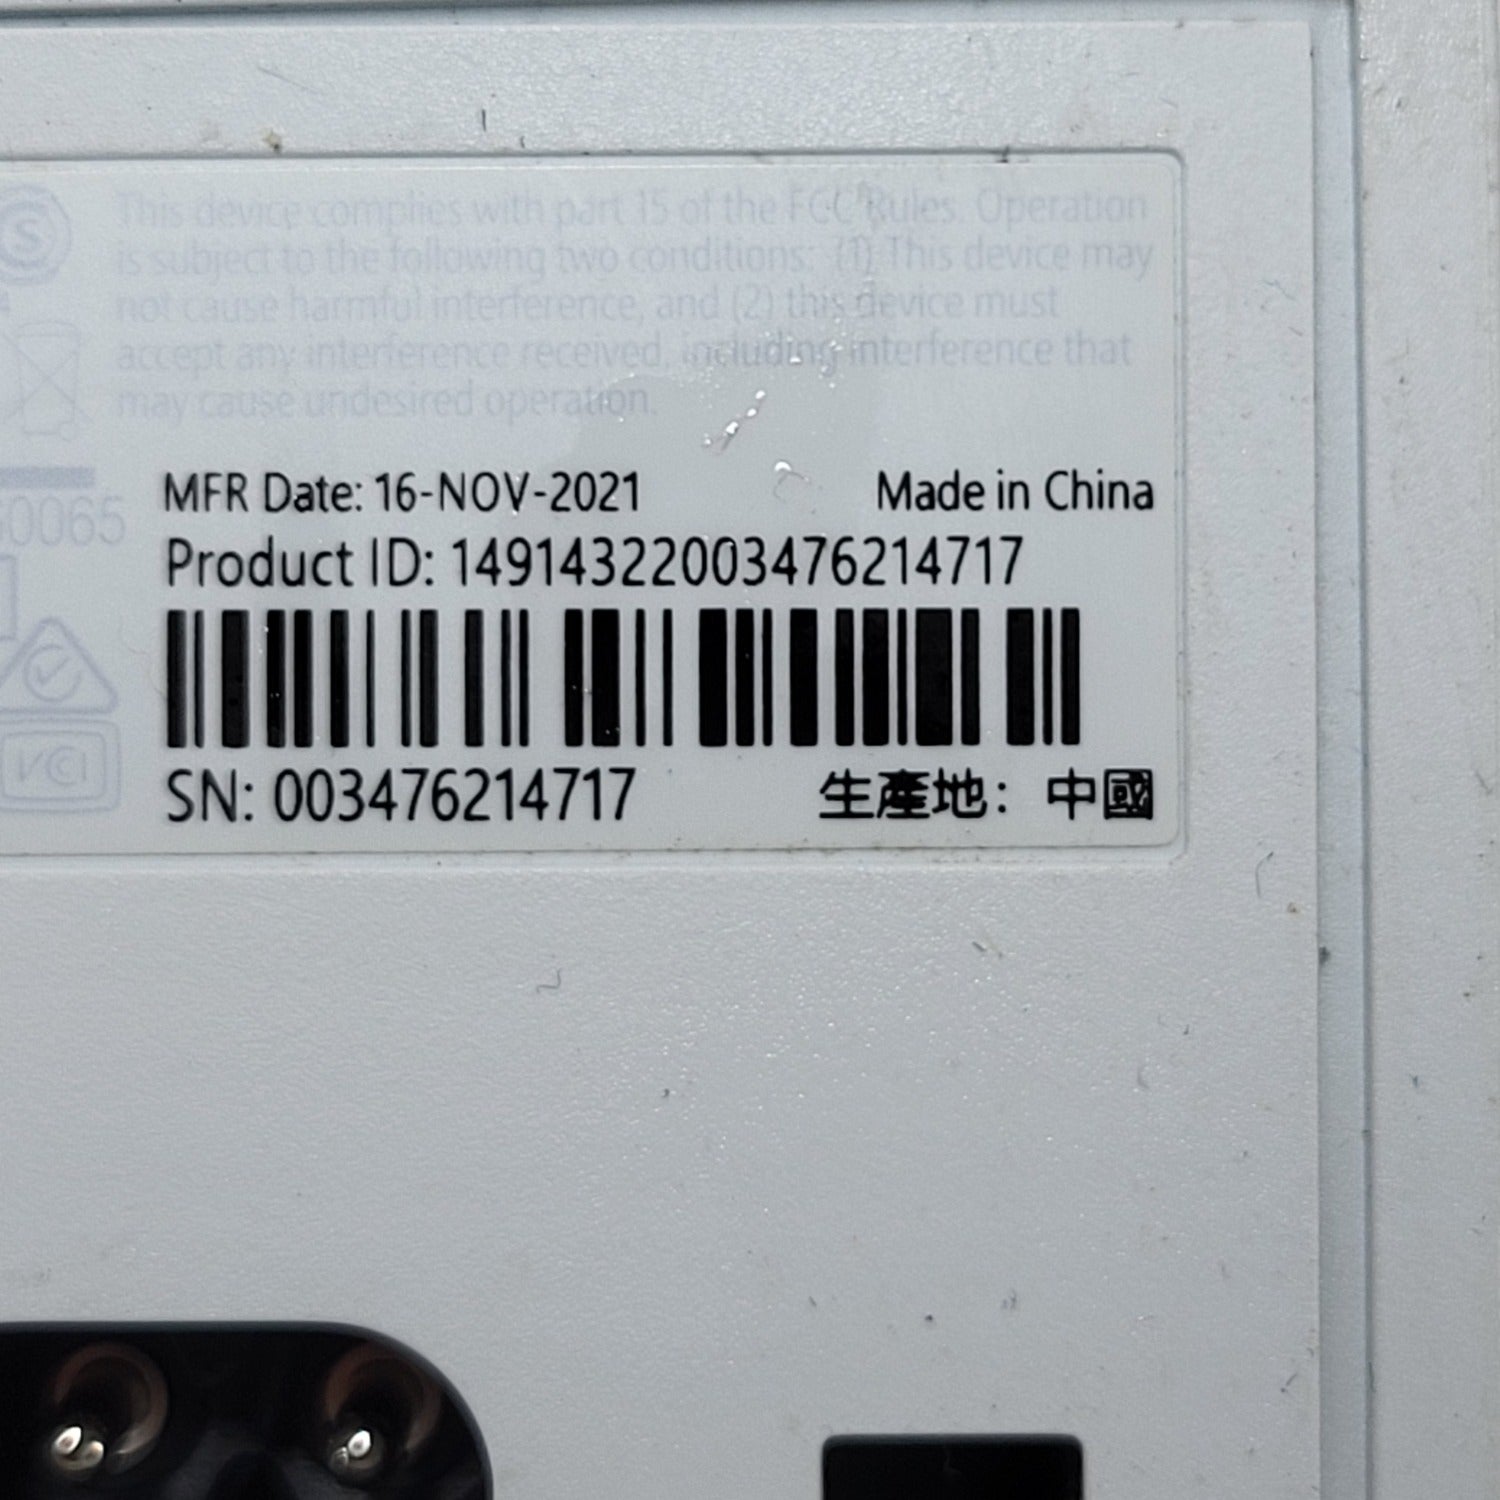 This device complies with part 15 of the FCC Rules. Operation
is subject to the following two conditions: (1) This device may
not cause harmful interference, and (2) this device must
accept any interference received, including interference that
may cause undesired operation.
MFR Date: 16-NOV-2021 Made in China
0065
Product ID: 14914322003476214717
VCI
SN: 003476214717 生產地：中國